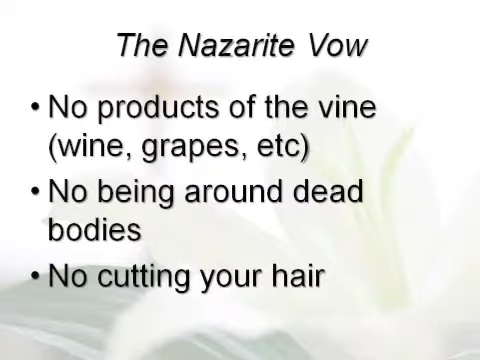 The Nazarite Vow
• No products of the vine
(wine, grapes, etc)
• No being around dead
bodies
• No cutting your hair